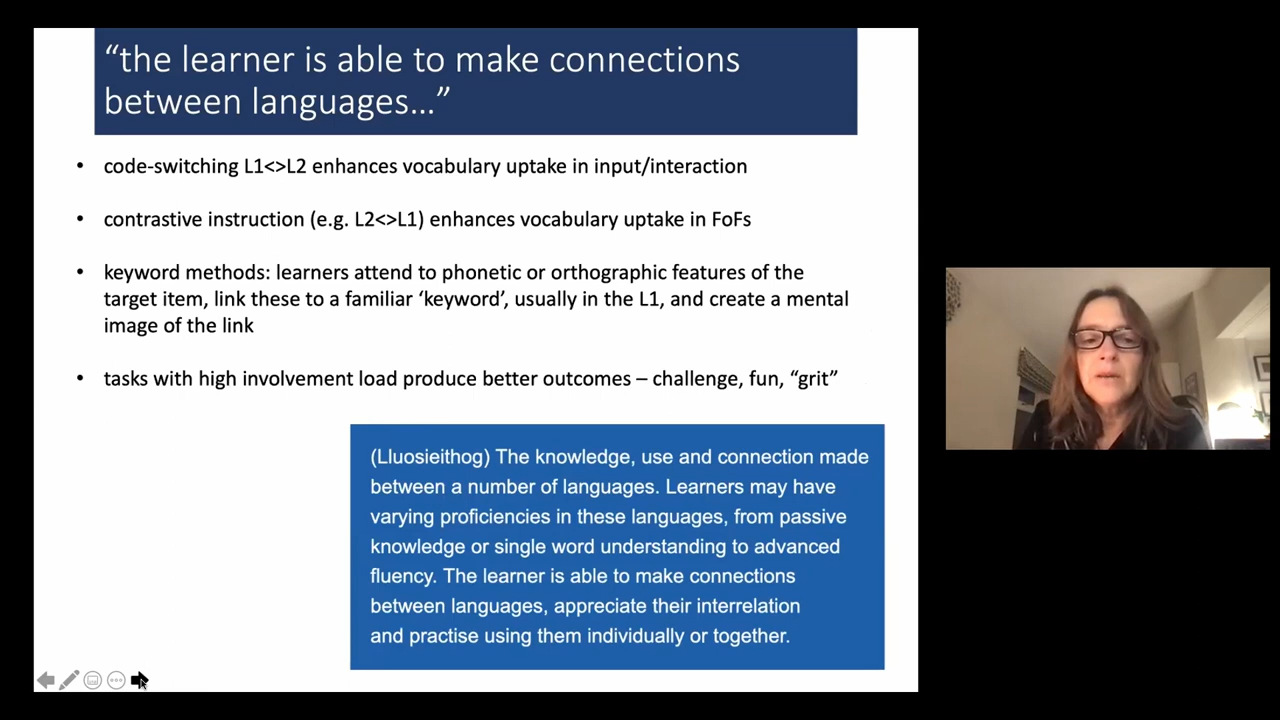 “the learner is able to make connections
between languages…”
• code-switching L1<>L2 enhances vocabulary uptake in input/interaction
• contrastive instruction (e.g. L2<>L1) enhances vocabulary uptake in FoFs
• keyword methods: learners attend to phonetic or orthographic features of the
target item, link these to a familiar ‘keyword’, usually in the L1, and create a mental
image of the link
• tasks with high involvement load produce better outcomes – challenge, fun, “grit”
(Lluosieithog) The knowledge, use and connection made
between a number of languages. Learners may have
varying proficiencies in these languages, from passive
knowledge or single word understanding to advanced
fluency. The learner is able to make connections
between languages, appreciate their interrelation
and practise using them individually or together.